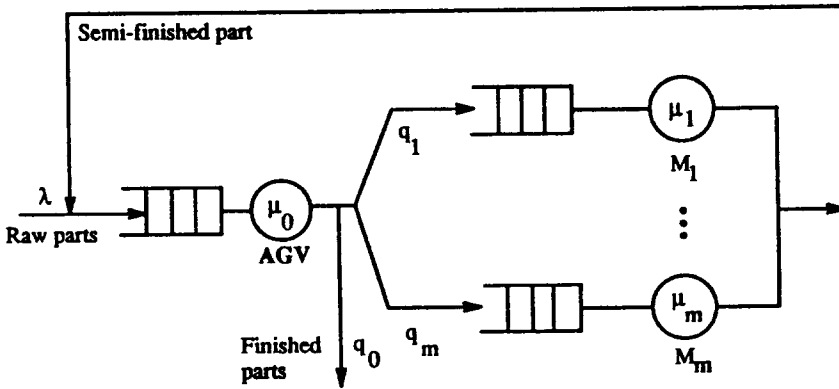 Semi-finished part
λ
Raw parts
μ0
AGV
q1
μ1
M1
qm
μm
Mm
Finished
parts
q0